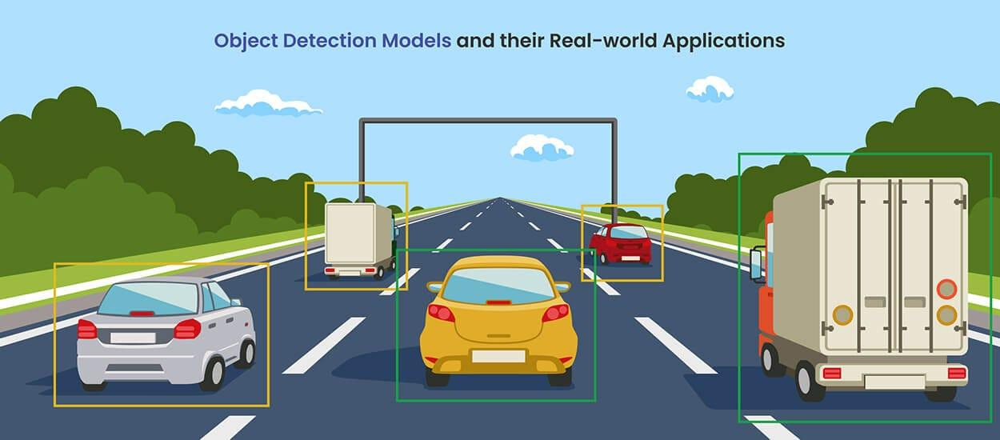 Object Detection Models and their Real-world Applications